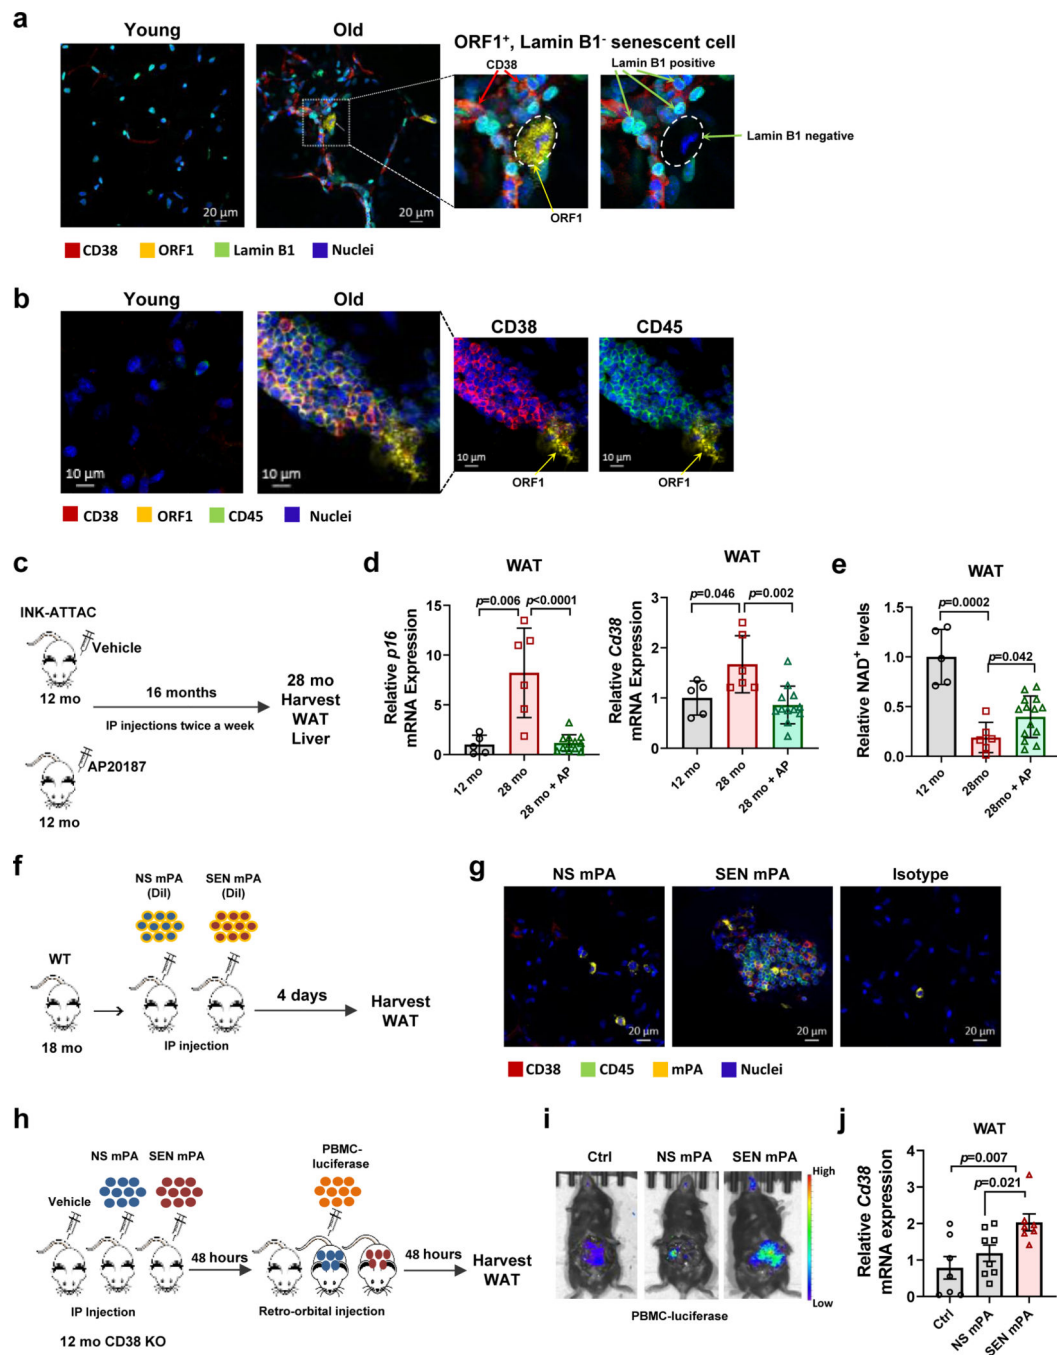 a
Young
Old
ORF1+, Lamin B1- senescent cell
CD38
Lamin B1 positive
Lamin B1 negative
20 µm
20 µm
ORF1
CD38 ORF1 Lamin B1 Nuclei
b
Young
Old
CD38
CD45
10 µm
10 µm
10 µm
10 µm
ORF1
ORF1
CD38 ORF1 CD45 Nuclei
c
INK-ATTAC
Vehicle
12 mo
16 months
IP injections twice a week
28 mo
Harvest
WAT
Liver
AP20187
12 mo
d
WAT
p=0.006 p<0.0001
Relative p16
mRNA Expression
15
10
5
0
12 mo
28 mo
28 mo + AP
WAT
p=0.046 p=0.002
Relative Cd38
mRNA Expression
3
2
1
0
12 mo
28 mo
28 mo + AP
e
WAT
p=0.0002
p=0.042
Relative NAD+ levels
1.5
1.0
0.5
0.0
12 mo
28mo
28mo + AP
f
NS mPA
(Dil)
SEN mPA
(Dil)
WT
18 mo
IP injection
4 days
Harvest
WAT
g
NS mPA
SEN mPA
Isotype
20 µm
20 µm
20 µm
CD38 CD45 mPA Nuclei
h
NS mPA SEN mPA
Vehicle
IP Injection
12 mo CD38 KO
48 hours
PBMC-
luciferase
Retro-orbital injection
48 hours
Harvest
WAT
i
Ctrl
NS mPA
SEN mPA
High
Low
PBMC-luciferase
j
WAT
p=0.007
p=0.021
Relative Cd38
mRNA expression
4
3
2
1
0
Ctrl
NS mPA
SEN mPA